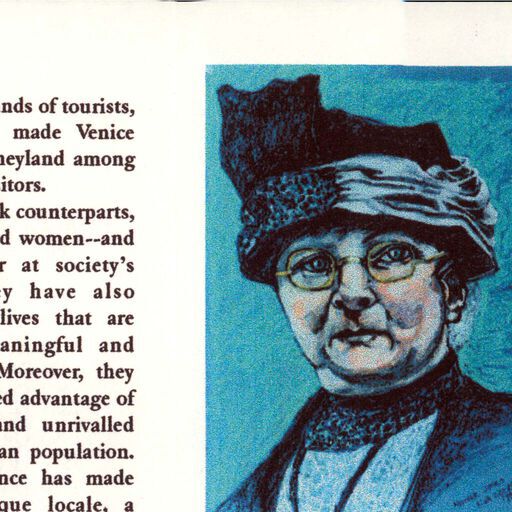 nds of tourists,
made Venice
neyland among
itors.
k counterparts,
d women--and
r at society's
y have also
lives that are
aningful and
Moreover, they
ed advantage of
and unrivalled
an population.
nce has made
que locale, a